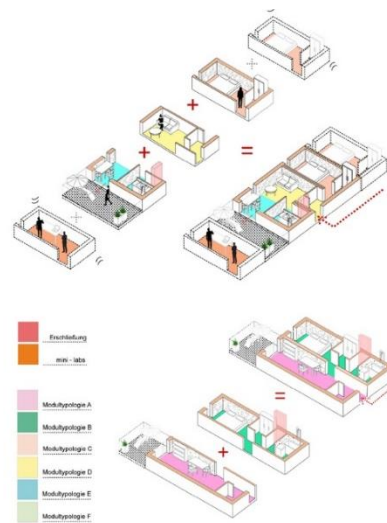 Erschließung
mini - labs
Modultypologie A
Modultypologie B
Modultypologie C
Modultypologie D
Modultypologie E
Modultypologie F